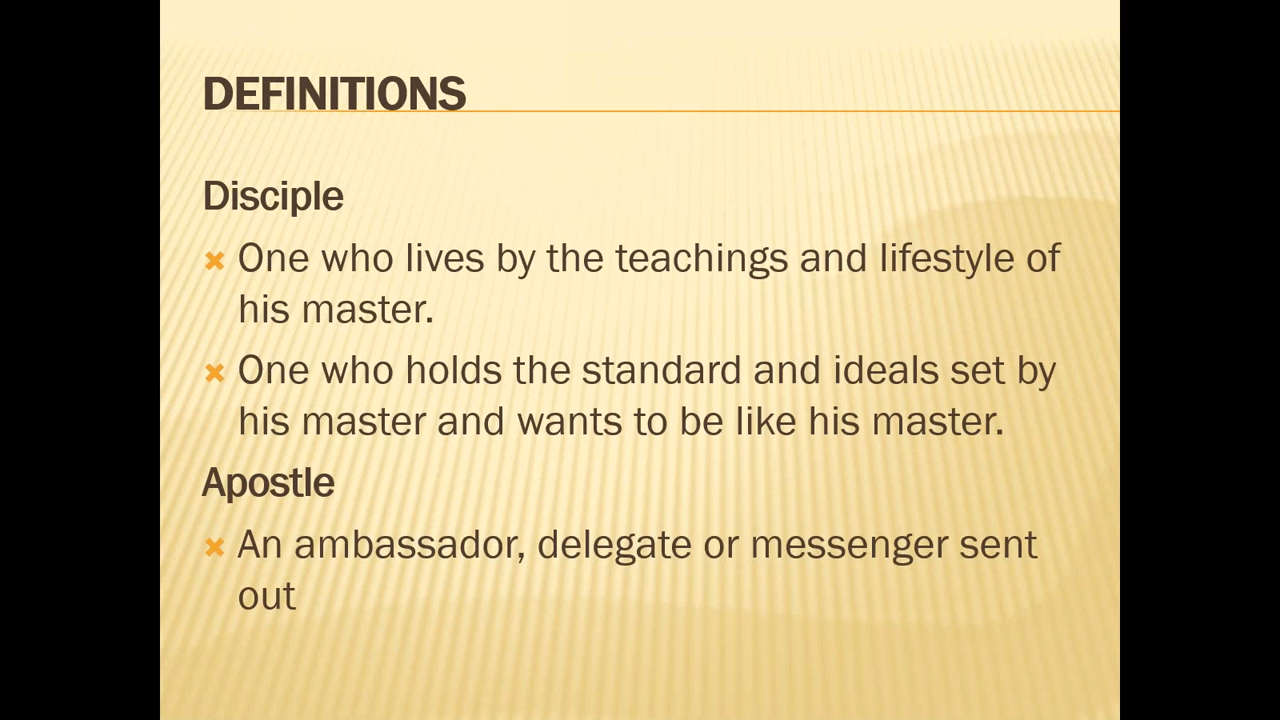 DEFINITIONS
Disciple
One who lives by the teachings and lifestyle of
his master.
One who holds the standard and ideals set by
his master and wants to be like his master.
Apostle
An ambassador, delegate or messenger sent
out